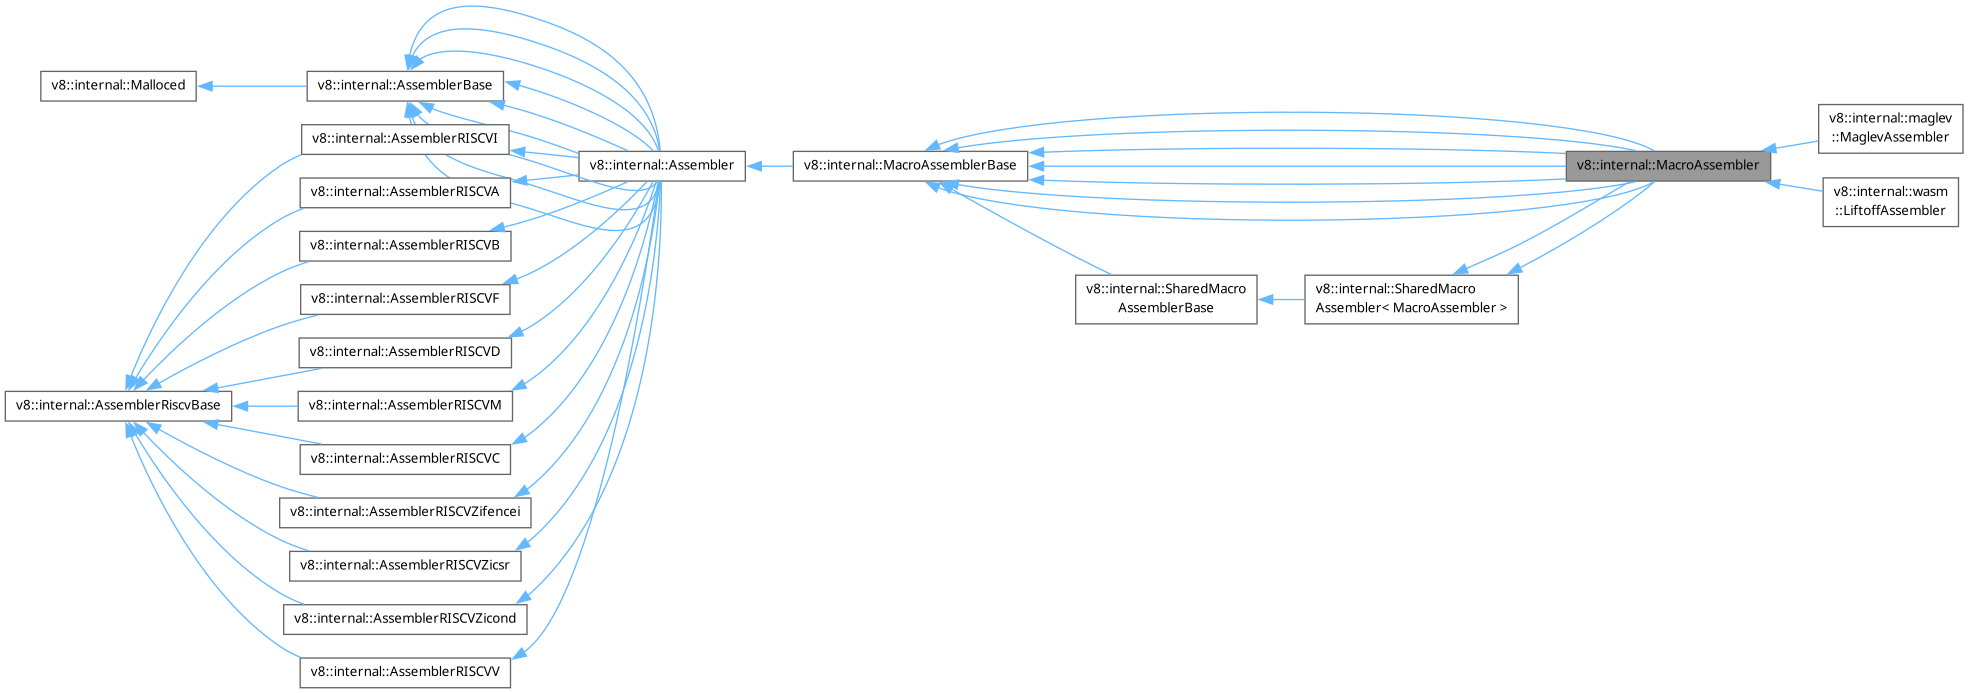 v8::internal::Malloced
v8::internal::AssemblerBase
v8::internal::AssemblerRISCVI
v8::internal::AssemblerRISCVA
v8::internal::AssemblerRISCVB
v8::internal::AssemblerRISCVF
v8::internal::AssemblerRISCVD
v8::internal::AssemblerRiscvBase
v8::internal::AssemblerRISCVM
v8::internal::AssemblerRISCVC
v8::internal::AssemblerRISCVZifencei
v8::internal::AssemblerRISCVZicsr
v8::internal::AssemblerRISCVZicond
v8::internal::AssemblerRISCVV
v8::internal::Assembler
v8::internal::MacroAssemblerBase
v8::internal::SharedMacro
AssemblerBase
v8::internal::SharedMacro
Assembler< MacroAssembler >
v8::internal::MacroAssembler
v8::internal::maglev
::MaglevAssembler
v8::internal::wasm
::LiftoffAssembler